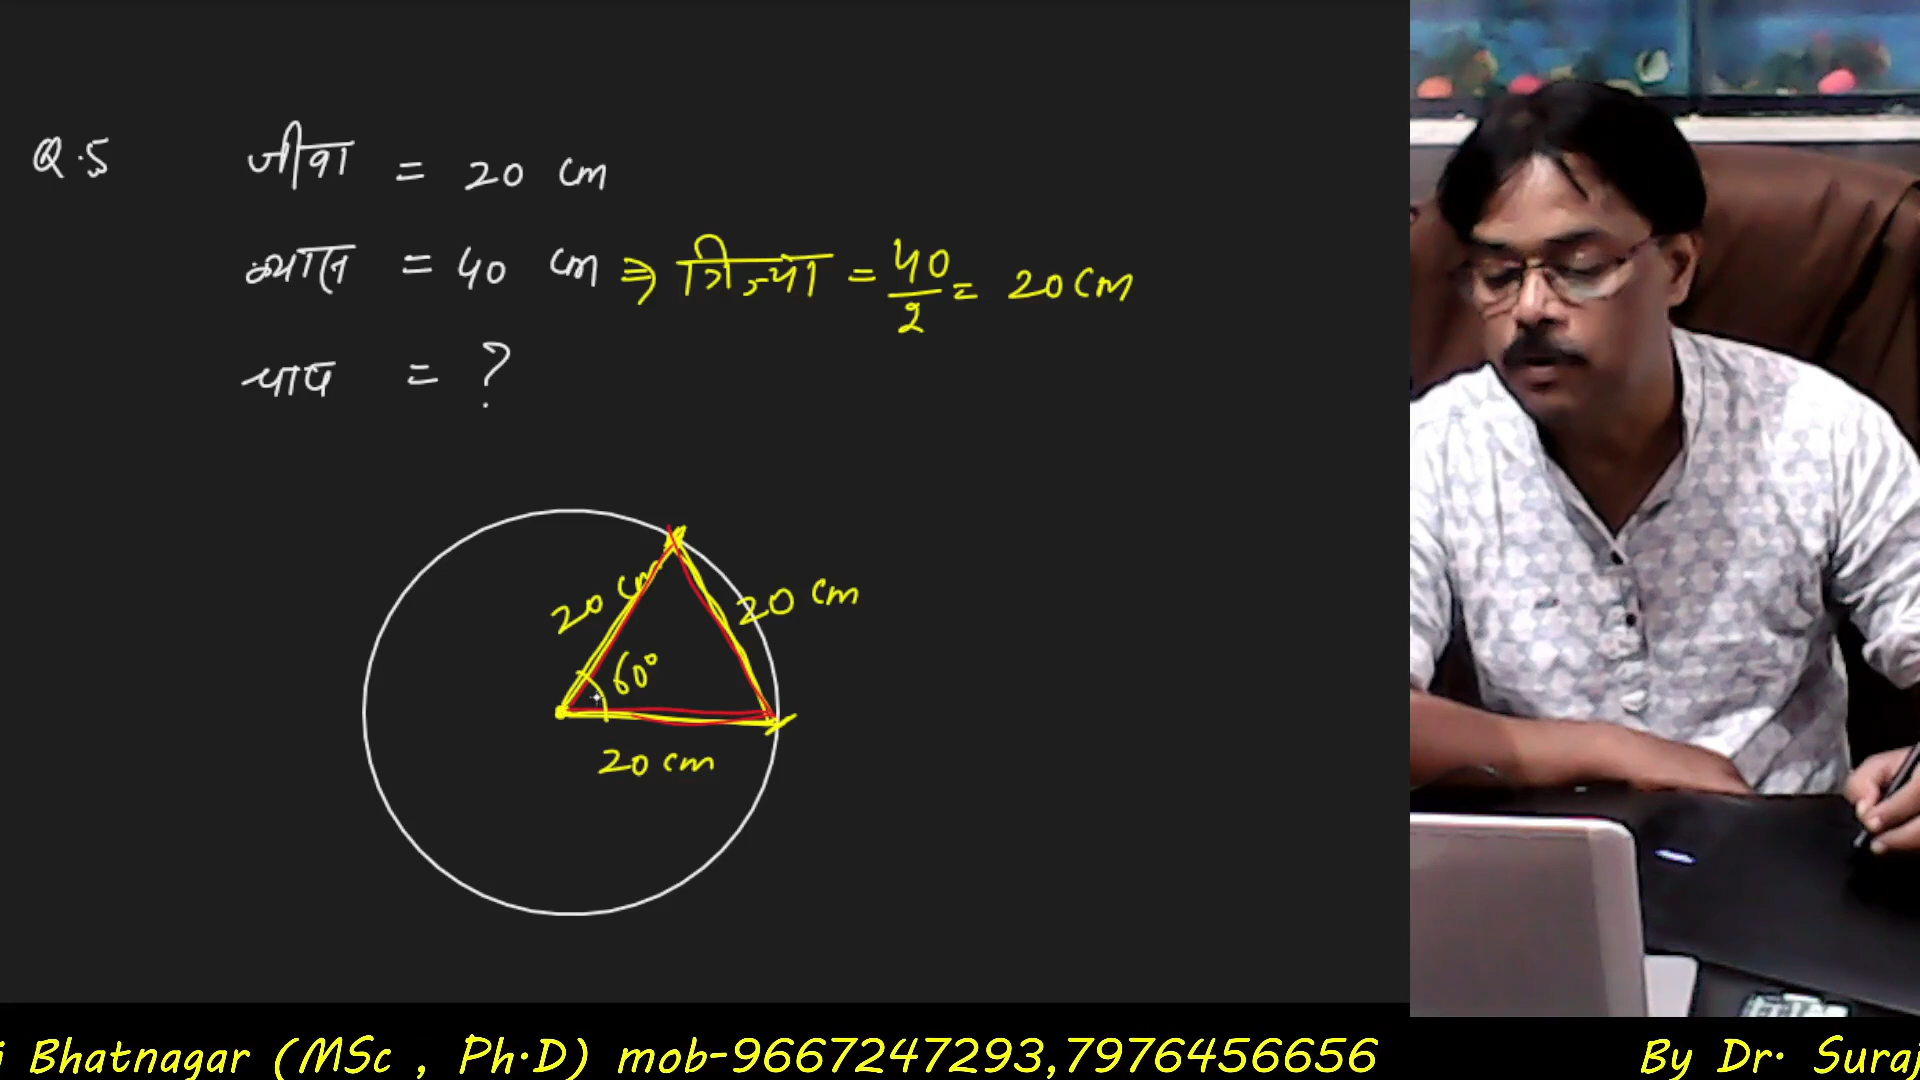 Q.5 जीवा = 20 cm
व्यास = 40 cm ⇒ त्रिज्या = 40/2 = 20 cm
चाप = ?
20 cm
20 cm
60°
20 cm
i Bhatnagar (MSc , Ph.D) mob-9667247293,7976456656 By Dr. Suraj